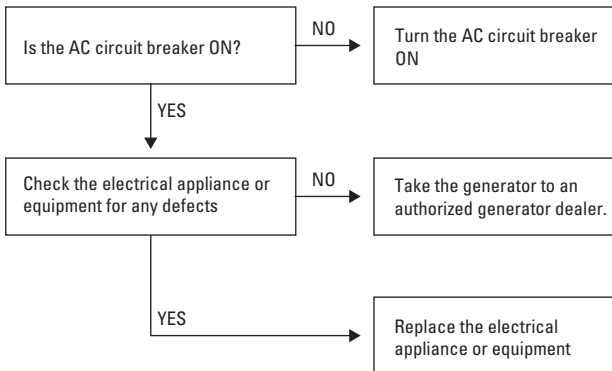 Is the AC circuit breaker ON?
NO
Turn the AC circuit breaker
ON
YES
Check the electrical appliance or
equipment for any defects
NO
Take the generator to an
authorized generator dealer.
YES
Replace the electrical
appliance or equipment